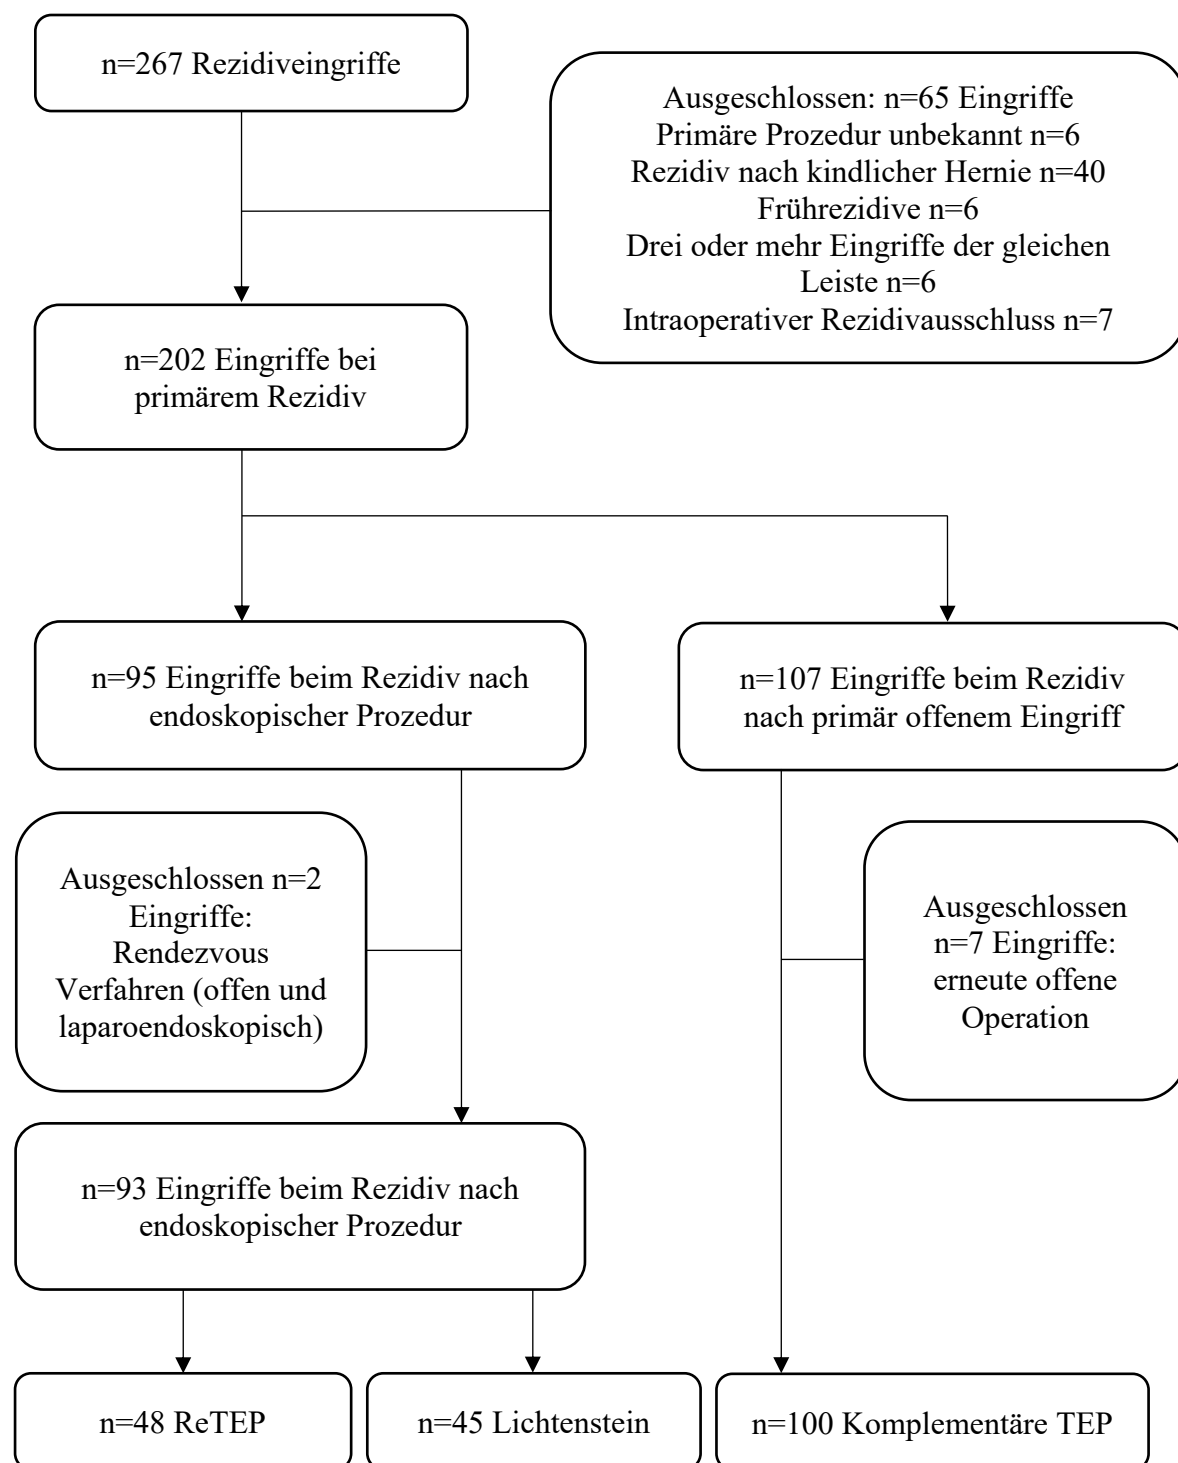 n=267 Rezidiveingriffe
Ausgeschlossen: n=65 Eingriffe
Primäre Prozedur unbekannt n=6
Rezidiv nach kindlicher Hernie n=40
Frührezidive n=6
Drei oder mehr Eingriffe der gleichen
Leiste n=6
Intraoperativer Rezidivausschluss n=7
n=202 Eingriffe bei
primärem Rezidiv
n=95 Eingriffe beim Rezidiv nach
endoskopischer Prozedur
n=107 Eingriffe beim Rezidiv
nach primär offenem Eingriff
Ausgeschlossen n=2
Eingriffe:
Rendezvous
Verfahren (offen und
laparoendoskopisch)
Ausgeschlossen
n=7 Eingriffe:
erneute offene
Operation
n=93 Eingriffe beim Rezidiv nach
endoskopischer Prozedur
n=48 ReTEP
n=45 Lichtenstein
n=100 Komplementäre TEP